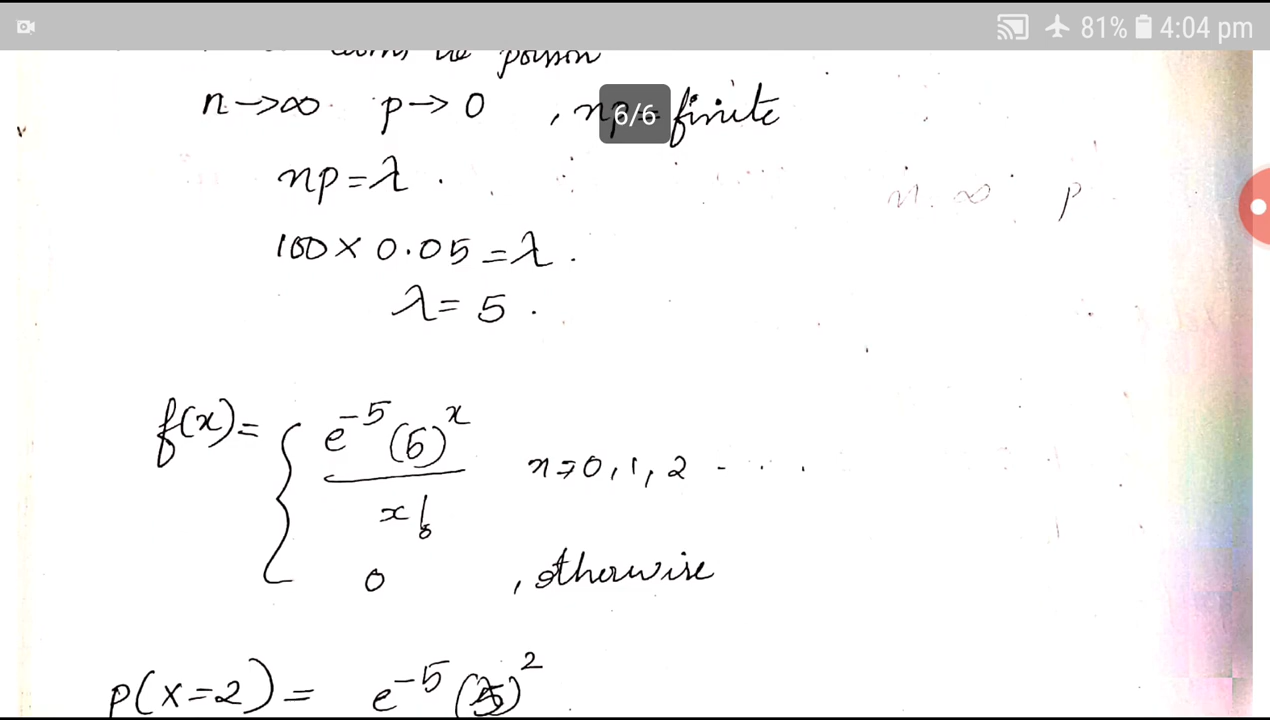 81% 4:04 pm
poisson
n→∞ p→0 , np=finite
6/6
np=λ .
n ∞ p
100 × 0.05 = λ .
λ = 5 .
f(x)= { e^-5 (5)^x / x! x=0,1,2 - . . .
0 , otherwise
p(x=2) = e^-5 (5)^2